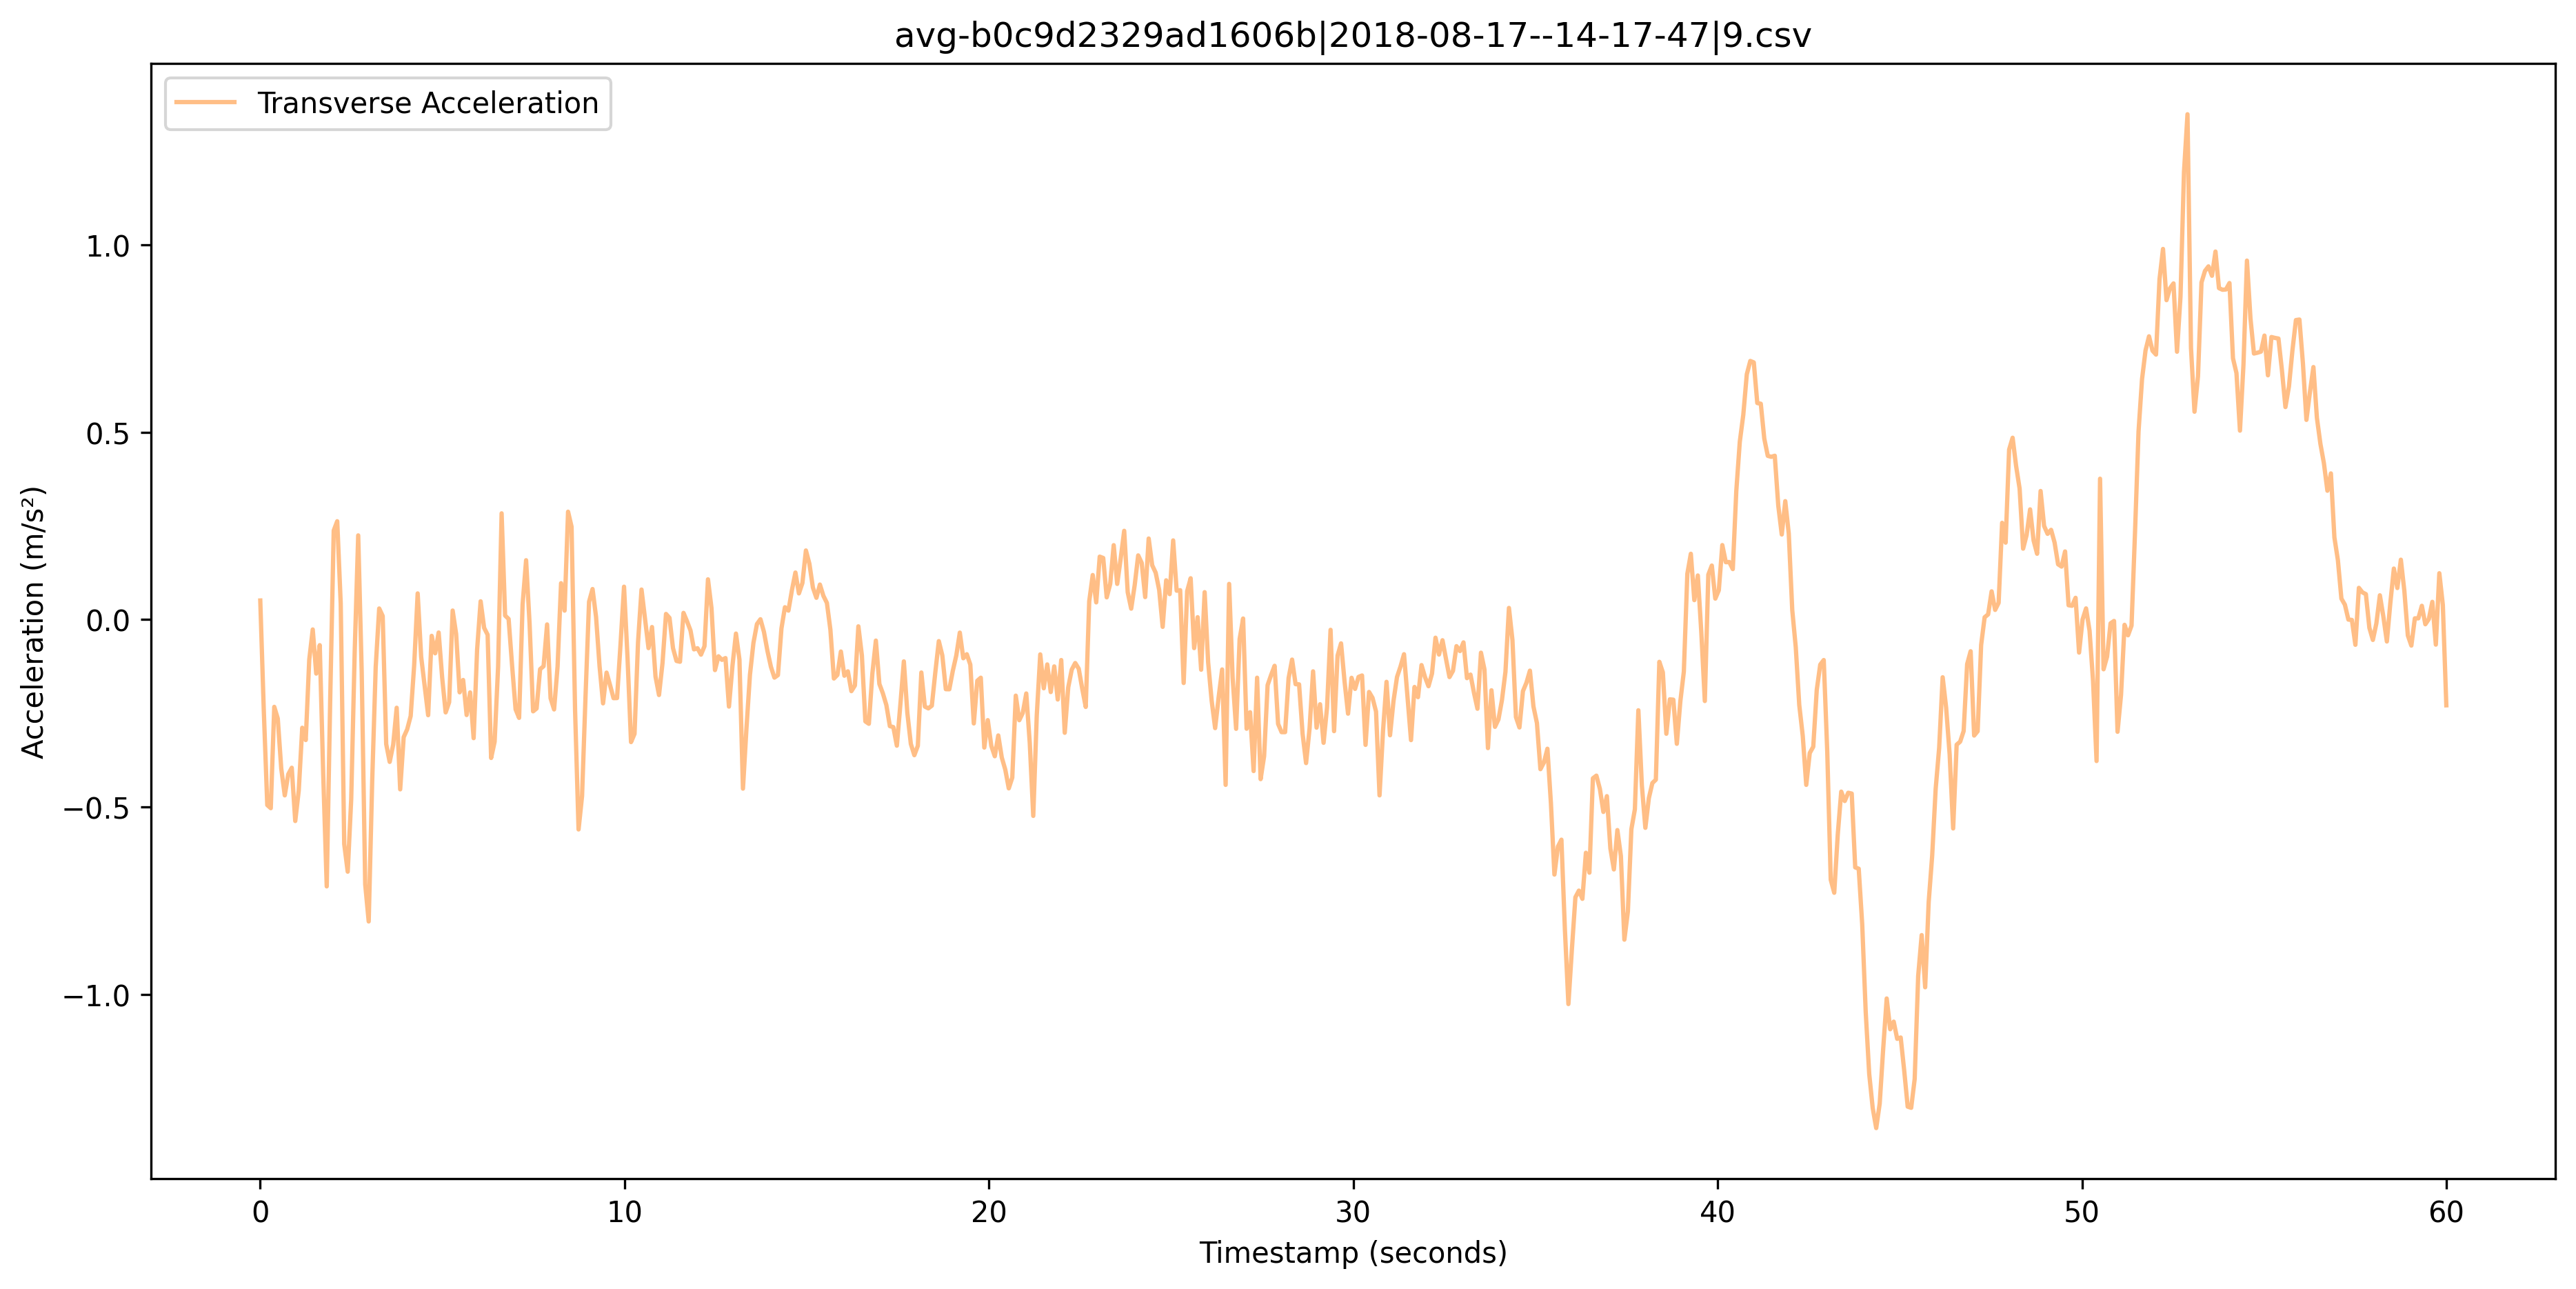 avg-b0c9d2329ad1606b|2018-08-17--14-17-47|9.csv
Transverse Acceleration
Acceleration (m/s²)
1.0
0.5
0.0
−0.5
−1.0
0 10 20 30 40 50 60
Timestamp (seconds)